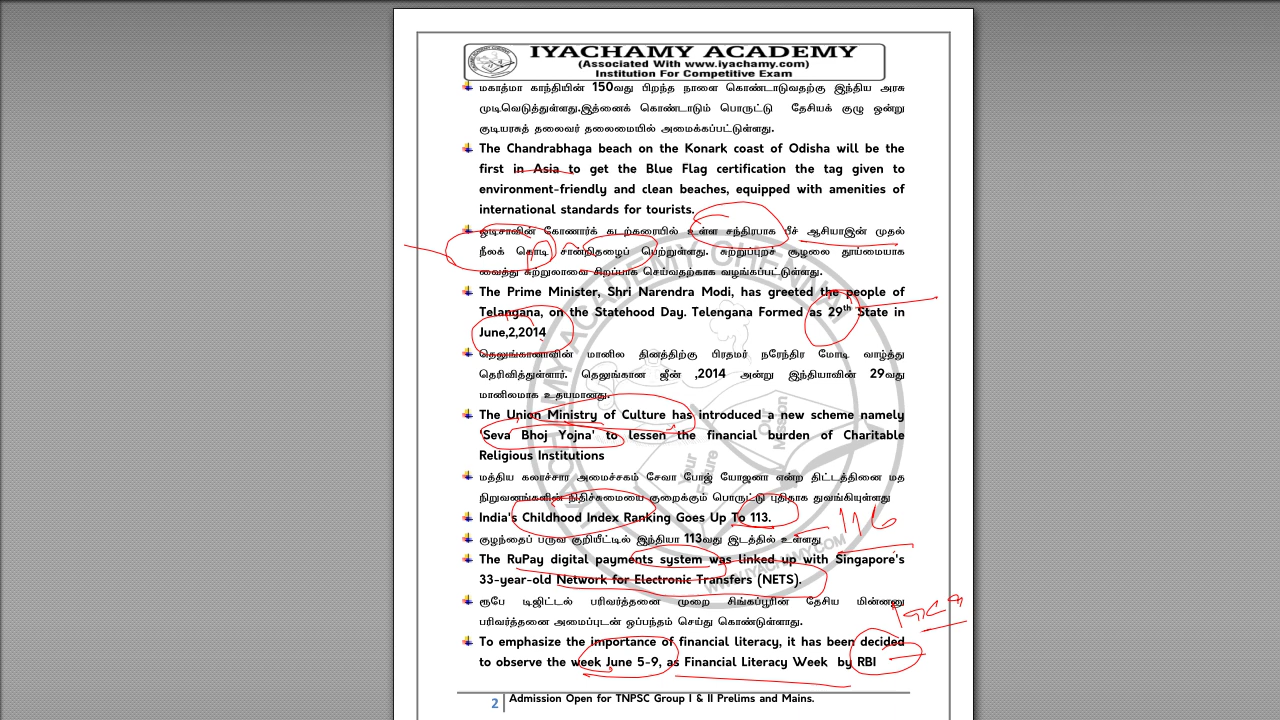 IYACHAMY ACADEMY
(Associated With www.iyachamy.com)
Institution For Competitive Exam
மகாத்மா காந்தியின் 150வது பிறந்த நாளை கொண்டாடுவதற்கு இந்திய அரசு
முடிவெடுத்துள்ளது.இத்னைக் கொண்டாடும் பொருட்டு தேசியக் குழு ஒன்று
குடியரசுத் தலைவர் தலைமையில் அமைக்கப்பட்டுள்ளது.
The Chandrabhaga beach on the Konark coast of Odisha will be the
first in Asia to get the Blue Flag certification the tag given to
environment-friendly and clean beaches, equipped with amenities of
international standards for tourists.
ஒடிசாவின் கோணார்க் கடற்கரையில் உள்ள சந்திரபாக பீச் ஆசியாஇன் முதல்
நீலக் கொடி சான்றிதழைப் பெற்றுள்ளது. சுற்றுப்புறச் சூழலை தூய்மையாக
வைத்து சுற்றுலாவை சிறப்பாக செய்வதற்காக வழங்கப்பட்டுள்ளது.
The Prime Minister, Shri Narendra Modi, has greeted the people of
Telangana, on the Statehood Day. Telengana Formed as 29th State in
June,2,2014
தெலுங்கானாவின் மானில தினத்திற்கு பிரதமர் நரேந்திர மோடி வாழ்த்து
தெரிவித்துள்ளார். தெலுங்கான ஜீன் ,2014 அன்று இந்தியாவின் 29வது
மானிலமாக உதயமானது.
The Union Ministry of Culture has introduced a new scheme namely
'Seva Bhoj Yojna' to lessen the financial burden of Charitable
Religious Institutions
மத்திய கலாச்சார அமைச்சகம் சேவா போஜ் யோஜனா என்ற திட்டத்தினை மத
நிறுவனங்களின் நிதிச்சுமையை குறைக்கும் பொருட்டு புதிதாக துவங்கியுள்ளது
India's Childhood Index Ranking Goes Up To 113.
116
குழந்தைப் பருவ குறியீட்டில் இந்தியா 113வது இடத்தில் உள்ளது
The RuPay digital payments system was linked up with Singapore's
33-year-old Network for Electronic Transfers (NETS).
ரூபே டிஜிட்டல் பரிவர்த்தனை முறை சிங்கப்பூரின் தேசிய மின்னனு
பரிவர்த்தனை அமைப்புடன் ஒப்பந்தம் செய்து கொண்டுள்ளாது.
To emphasize the importance of financial literacy, it has been decided
to observe the week June 5-9, as Financial Literacy Week by RBI
2 Admission Open for TNPSC Group I & II Prelims and Mains.
IYACHAMY ACADEMY CHENNAI
Your Future
Our Mission
WWW.IYACHAMY.COM